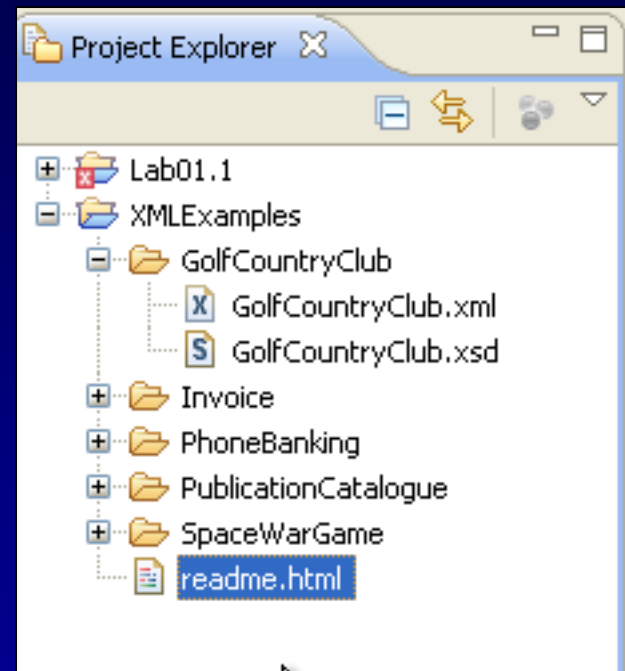 Project Explorer
Lab01.1
XMLExamples
GolfCountryClub
GolfCountryClub.xml
GolfCountryClub.xsd
Invoice
PhoneBanking
PublicationCatalogue
SpaceWarGame
readme.html